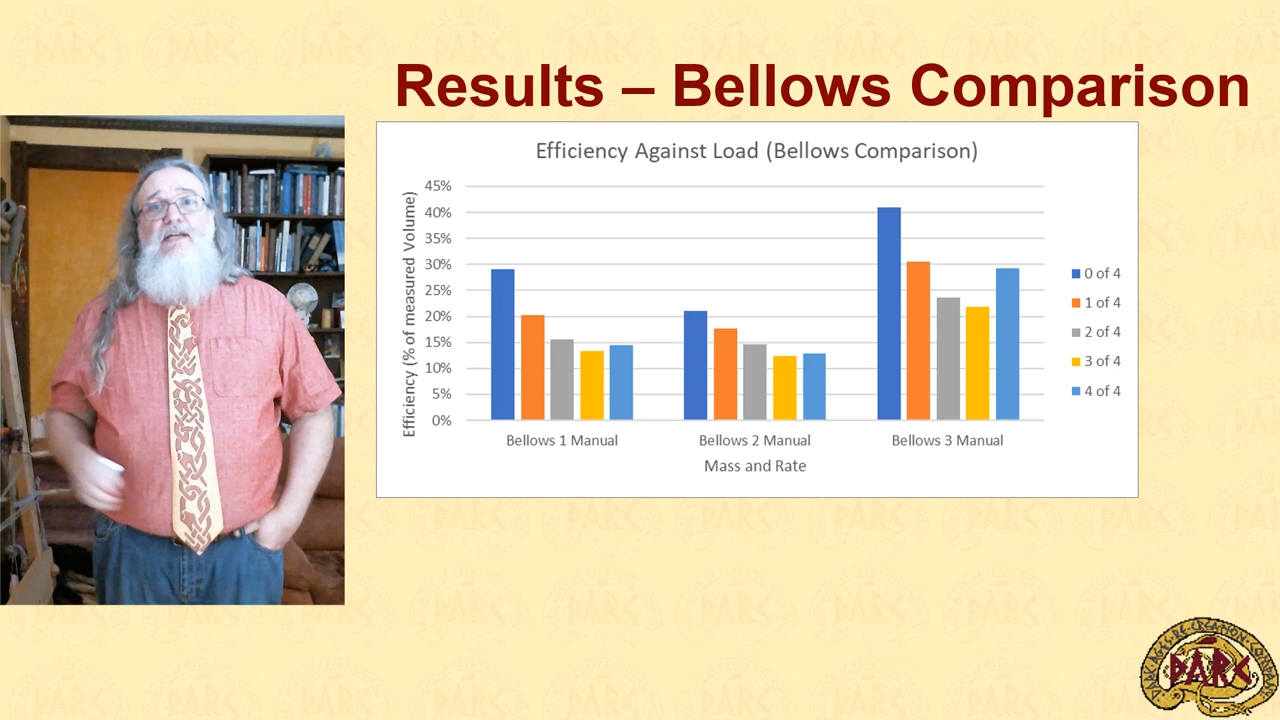 Results – Bellows Comparison
Efficiency Against Load (Bellows Comparison)
Efficiency (% of measured Volume)
45%
40%
35%
30%
25%
20%
15%
10%
5%
0%
Bellows 1 Manual
Bellows 2 Manual
Bellows 3 Manual
Mass and Rate
0 of 4
1 of 4
2 of 4
3 of 4
4 of 4
DARC